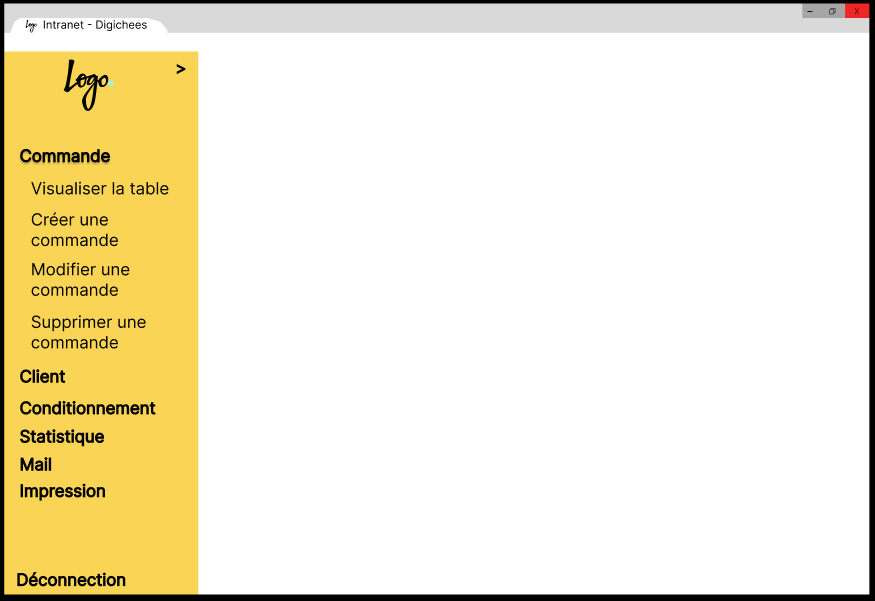 Logo Intranet - Digichees
– X
Logo.
>
Commande
Visualiser la table
Créer une
commande
Modifier une
commande
Supprimer une
commande
Client
Conditionnement
Statistique
Mail
Impression
Déconnection